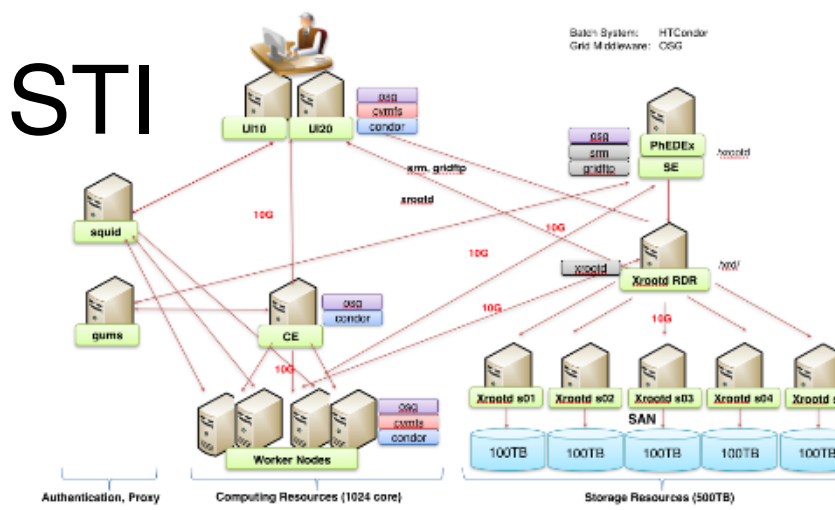 Batch System: HTCondor
Grid Middleware: OSG
STI
UI10
UI20
osg
cvmfs
condor
osg
srm
gridftp
PhEDEx
SE
/xrootd
srm, gridftp
xrootd
squid
10G
10G
10G
xrootd
Xrootd RDR
/xrd/
gums
CE
osg
condor
10G
10G
10G
Xrootd s01
Xrootd s02
Xrootd s03
Xrootd s04
Xrootd s
SAN
osg
cvmfs
condor
Worker Nodes
100TB
100TB
100TB
100TB
100TB
Authentication, Proxy
Computing Resources (1024 core)
Storage Resources (500TB)